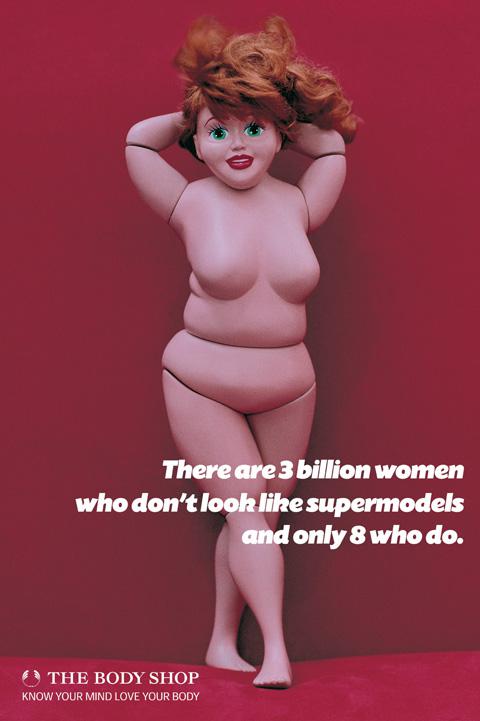 There are 3 billion women
who don't look like supermodels
and only 8 who do.
THE BODY SHOP
KNOW YOUR MIND LOVE YOUR BODY